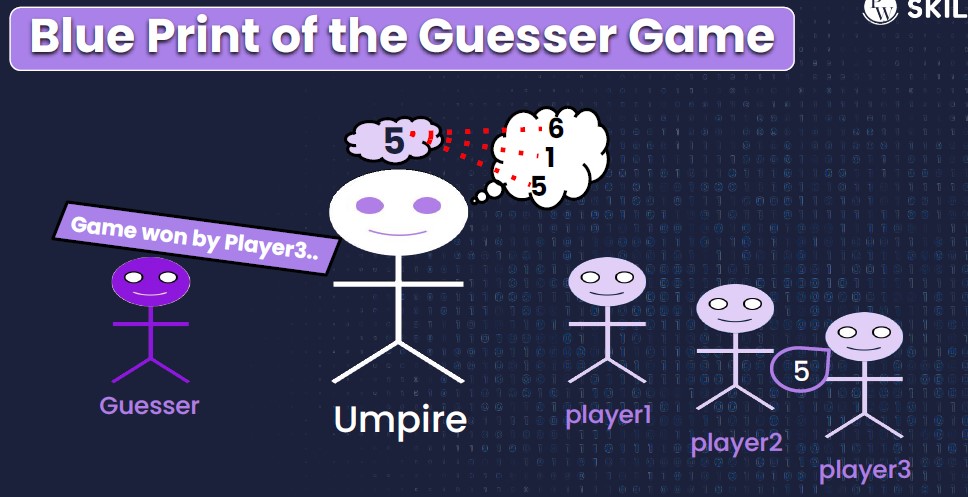 Blue Print of the Guesser Game
PW SKIL
5
6
1
5
Game won by Player3..
5
Guesser
Umpire
player1
player2
player3